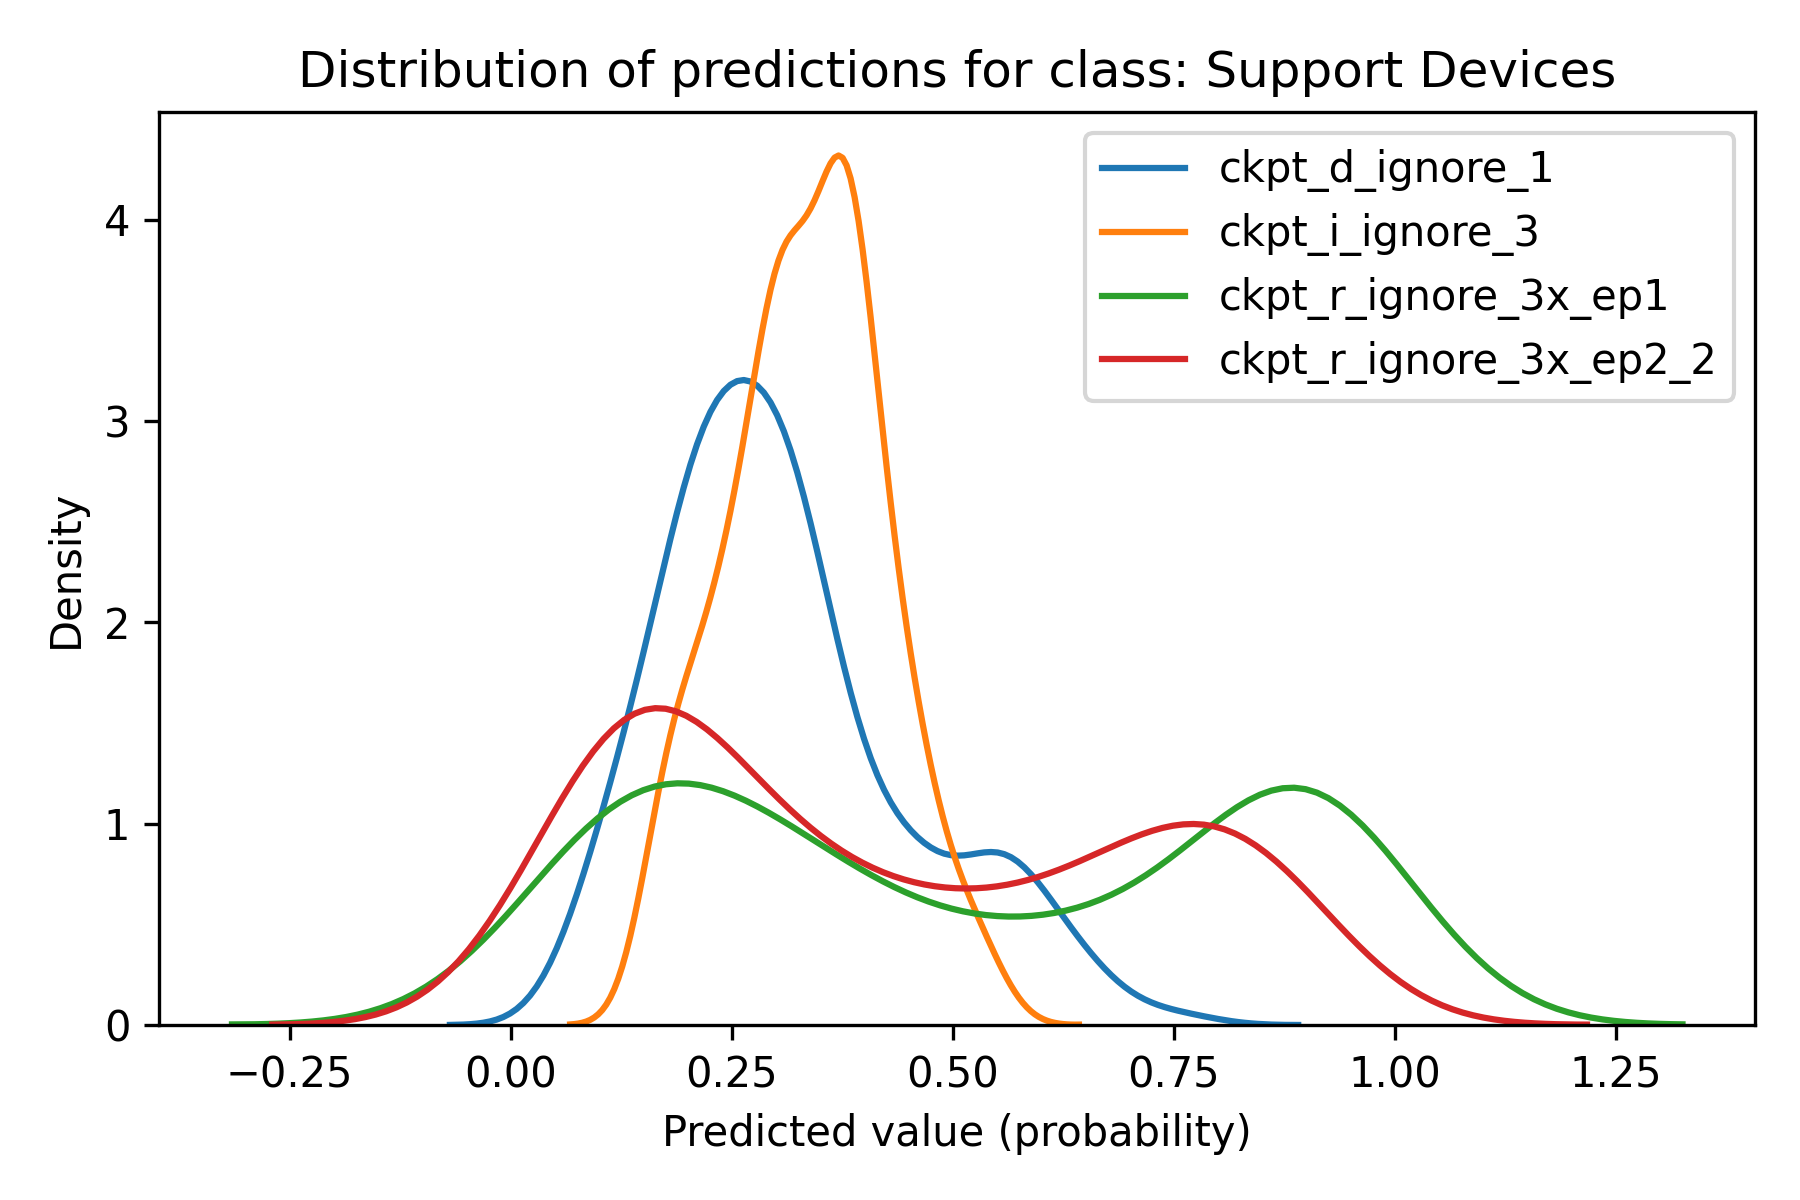 Distribution of predictions for class: Support Devices
ckpt_d_ignore_1
ckpt_i_ignore_3
ckpt_r_ignore_3x_ep1
ckpt_r_ignore_3x_ep2_2
Density
4
3
2
1
0
−0.25 0.00 0.25 0.50 0.75 1.00 1.25
Predicted value (probability)